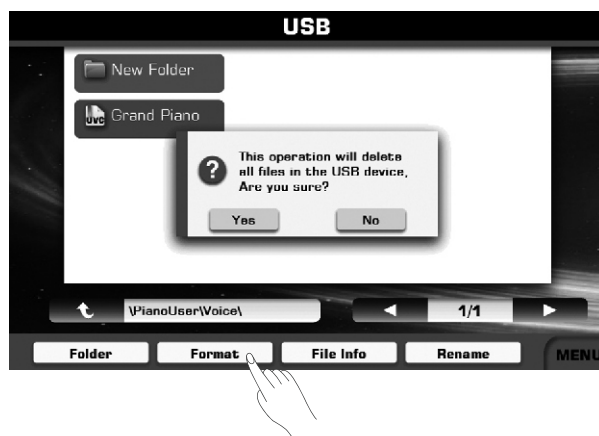 USB
New Folder
UVC
Grand Piano
This operation will delete
all files in the USB device,
Are you sure?
Yes
No
\PianoUser\Voice\
1/1
Folder
Format
File Info
Rename
MENU